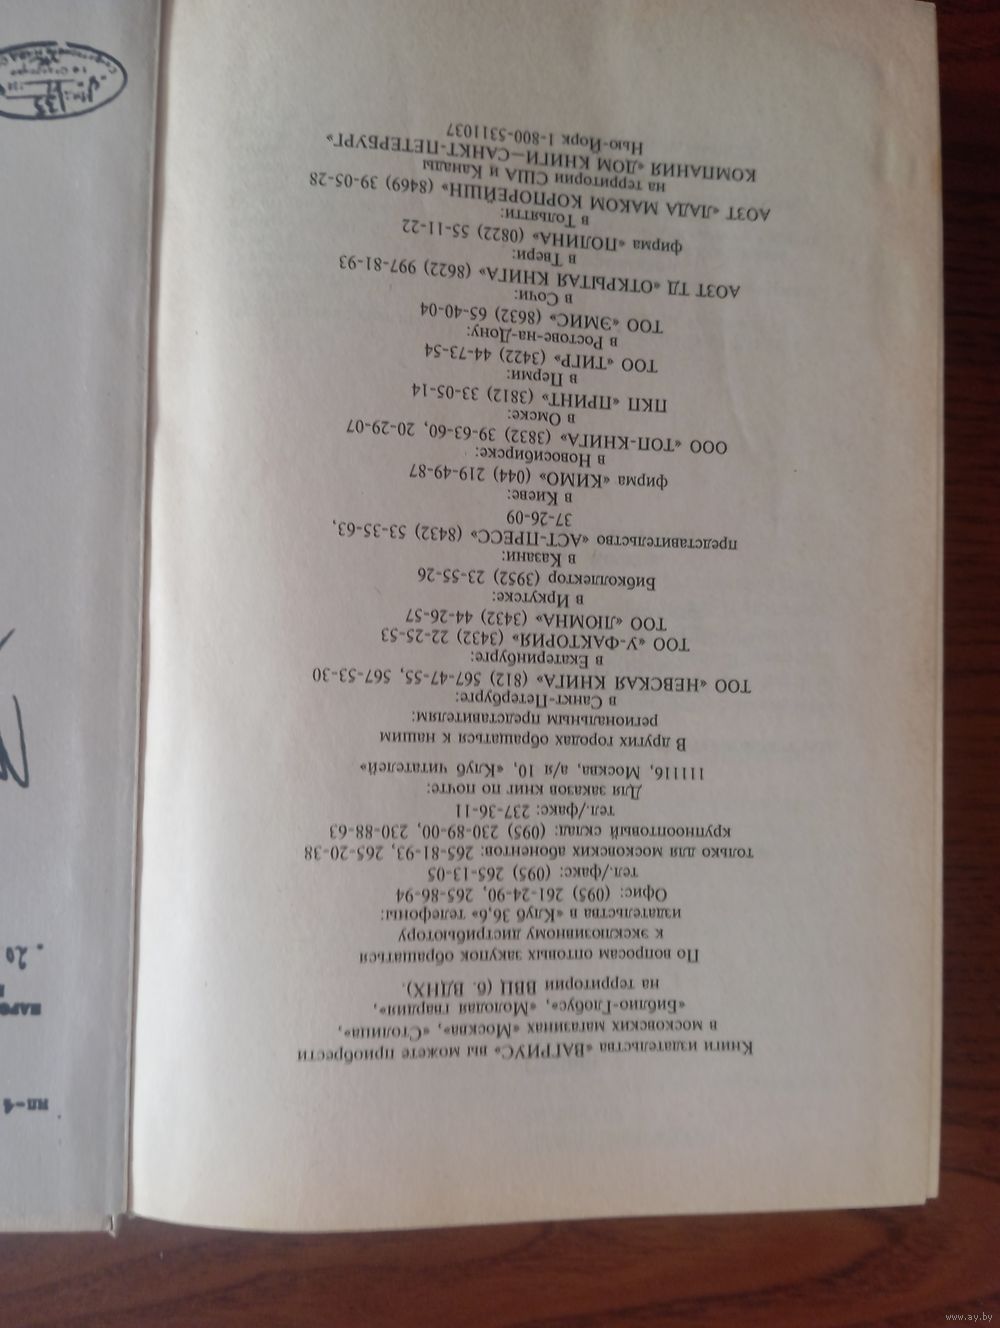 Книги издательства «ВАГРИУС» вы можете приобрести
в московских магазинах «Москва», «Столица»,
«Библио-Глобус», «Молодая гвардия»,
на территории ВВЦ (б. ВДНХ).
По вопросам оптовых закупок обращаться
к эксклюзивному дистрибьютору
издательства в «Клуб 36,6» телефоны:
Офис: (095) 261-24-90, 265-86-94
тел./факс: (095) 265-13-05
только для московских абонентов: 265-81-93, 265-20-38
крупнооптовый склад: (095) 230-89-00, 230-88-63
тел./факс: 237-36-11
Для заказов книг по почте:
111116, Москва, а/я 10, «Клуб читателей»
В других городах обращаться к нашим
региональным представителям:
в Санкт-Петербурге:
ТОО «НЕВСКАЯ КНИГА» (812) 567-47-55, 567-53-30
в Екатеринбурге:
ТОО «У-ФАКТОРИЯ» (3432) 22-25-53
ТОО «ЛЮМНА» (3432) 44-26-57
в Иркутске:
Бибколлектор (3952) 23-55-26
в Казани:
представительство «АСТ-ПРЕСС» (8432) 53-35-63,
37-26-09
в Киеве:
фирма «КИМО» (044) 219-49-87
в Новосибирске:
ООО «ТОП-КНИГА» (3832) 39-63-60, 20-29-07
в Омске:
ПКП «ПРИНТ» (3812) 33-05-14
в Перми:
ТОО «ТИГР» (3422) 44-73-54
в Ростове-на-Дону:
ТОО «ЭМИС» (8632) 65-40-04
в Сочи:
АОЗТ ТД «ОТКРЫТАЯ КНИГА» (8622) 997-81-93
в Твери:
фирма «ПОЛИНА» (0822) 55-11-22
в Тольятти:
АОЗТ «ЛАДА МАКОМ КОРПОРЕЙШН» (8469) 39-05-28
на территории США и Канады
КОМПАНИЯ «ДОМ КНИГИ—САНКТ-ПЕТЕРБУРГ»
Нью-Йорк 1-800-5311037
www.ay.by